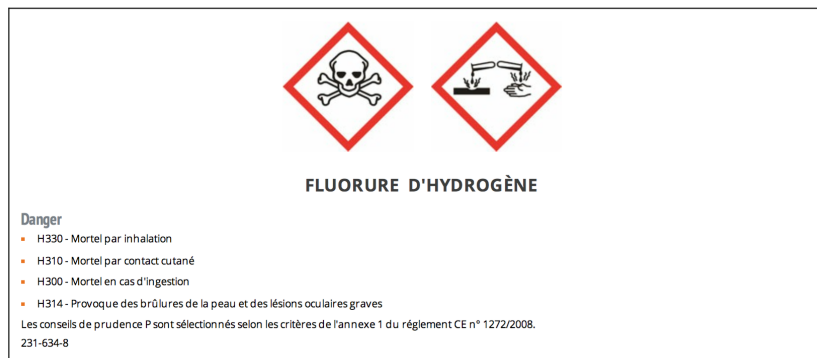 FLUORURE D'HYDROGÈNE
Danger
H330 - Mortel par inhalation
H310 - Mortel par contact cutané
H300 - Mortel en cas d'ingestion
H314 - Provoque des brûlures de la peau et des lésions oculaires graves
Les conseils de prudence P sont sélectionnés selon les critères de l'annexe 1 du réglement CE n° 1272/2008.
231-634-8